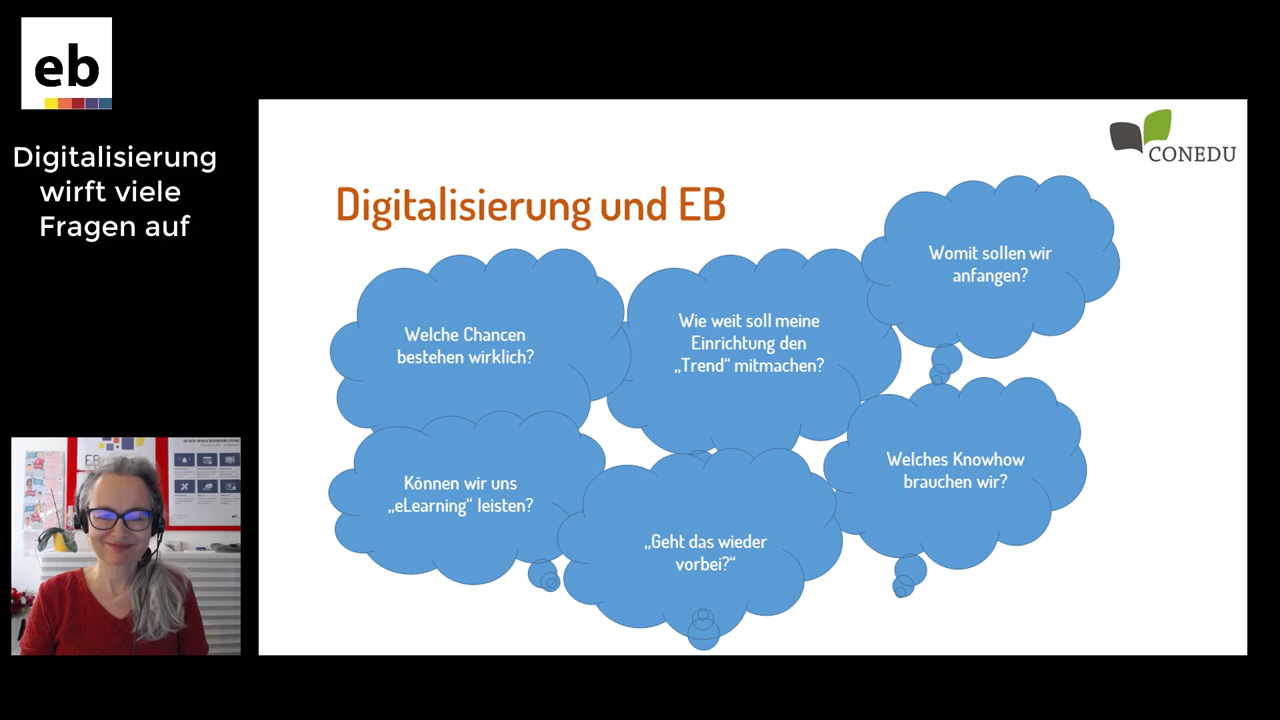 eb
Digitalisierung
wirft viele
Fragen auf
CONEDU
Digitalisierung und EB
Womit sollen wir
anfangen?
Welche Chancen
bestehen wirklich?
Wie weit soll meine
Einrichtung den
„Trend“ mitmachen?
Können wir uns
„eLearning“ leisten?
Welches Knowhow
brauchen wir?
„Geht das wieder
vorbei?“